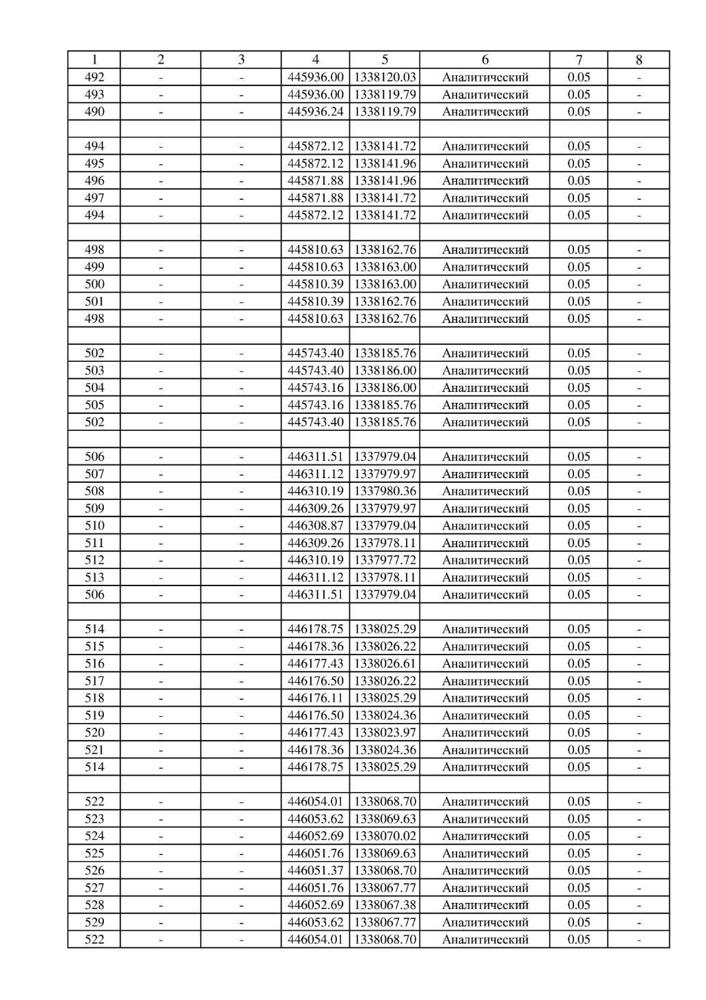 1 2 3 4 5 6 7 8
492 - - 445936.00 1338120.03 Аналитический 0.05 -
493 - - 445936.00 1338119.79 Аналитический 0.05 -
490 - - 445936.24 1338119.79 Аналитический 0.05 -
494 - - 445872.12 1338141.72 Аналитический 0.05 -
495 - - 445872.12 1338141.96 Аналитический 0.05 -
496 - - 445871.88 1338141.96 Аналитический 0.05 -
497 - - 445871.88 1338141.72 Аналитический 0.05 -
494 - - 445872.12 1338141.72 Аналитический 0.05 -
498 - - 445810.63 1338162.76 Аналитический 0.05 -
499 - - 445810.63 1338163.00 Аналитический 0.05 -
500 - - 445810.39 1338163.00 Аналитический 0.05 -
501 - - 445810.39 1338162.76 Аналитический 0.05 -
498 - - 445810.63 1338162.76 Аналитический 0.05 -
502 - - 445743.40 1338185.76 Аналитический 0.05 -
503 - - 445743.40 1338186.00 Аналитический 0.05 -
504 - - 445743.16 1338186.00 Аналитический 0.05 -
505 - - 445743.16 1338185.76 Аналитический 0.05 -
502 - - 445743.40 1338185.76 Аналитический 0.05 -
506 - - 446311.51 1337979.04 Аналитический 0.05 -
507 - - 446311.12 1337979.97 Аналитический 0.05 -
508 - - 446310.19 1337980.36 Аналитический 0.05 -
509 - - 446309.26 1337979.97 Аналитический 0.05 -
510 - - 446308.87 1337979.04 Аналитический 0.05 -
511 - - 446309.26 1337978.11 Аналитический 0.05 -
512 - - 446310.19 1337977.72 Аналитический 0.05 -
513 - - 446311.12 1337978.11 Аналитический 0.05 -
506 - - 446311.51 1337979.04 Аналитический 0.05 -
514 - - 446178.75 1338025.29 Аналитический 0.05 -
515 - - 446178.36 1338026.22 Аналитический 0.05 -
516 - - 446177.43 1338026.61 Аналитический 0.05 -
517 - - 446176.50 1338026.22 Аналитический 0.05 -
518 - - 446176.11 1338025.29 Аналитический 0.05 -
519 - - 446176.50 1338024.36 Аналитический 0.05 -
520 - - 446177.43 1338023.97 Аналитический 0.05 -
521 - - 446178.36 1338024.36 Аналитический 0.05 -
514 - - 446178.75 1338025.29 Аналитический 0.05 -
522 - - 446054.01 1338068.70 Аналитический 0.05 -
523 - - 446053.62 1338069.63 Аналитический 0.05 -
524 - - 446052.69 1338070.02 Аналитический 0.05 -
525 - - 446051.76 1338069.63 Аналитический 0.05 -
526 - - 446051.37 1338068.70 Аналитический 0.05 -
527 - - 446051.76 1338067.77 Аналитический 0.05 -
528 - - 446052.69 1338067.38 Аналитический 0.05 -
529 - - 446053.62 1338067.77 Аналитический 0.05 -
522 - - 446054.01 1338068.70 Аналитический 0.05 -